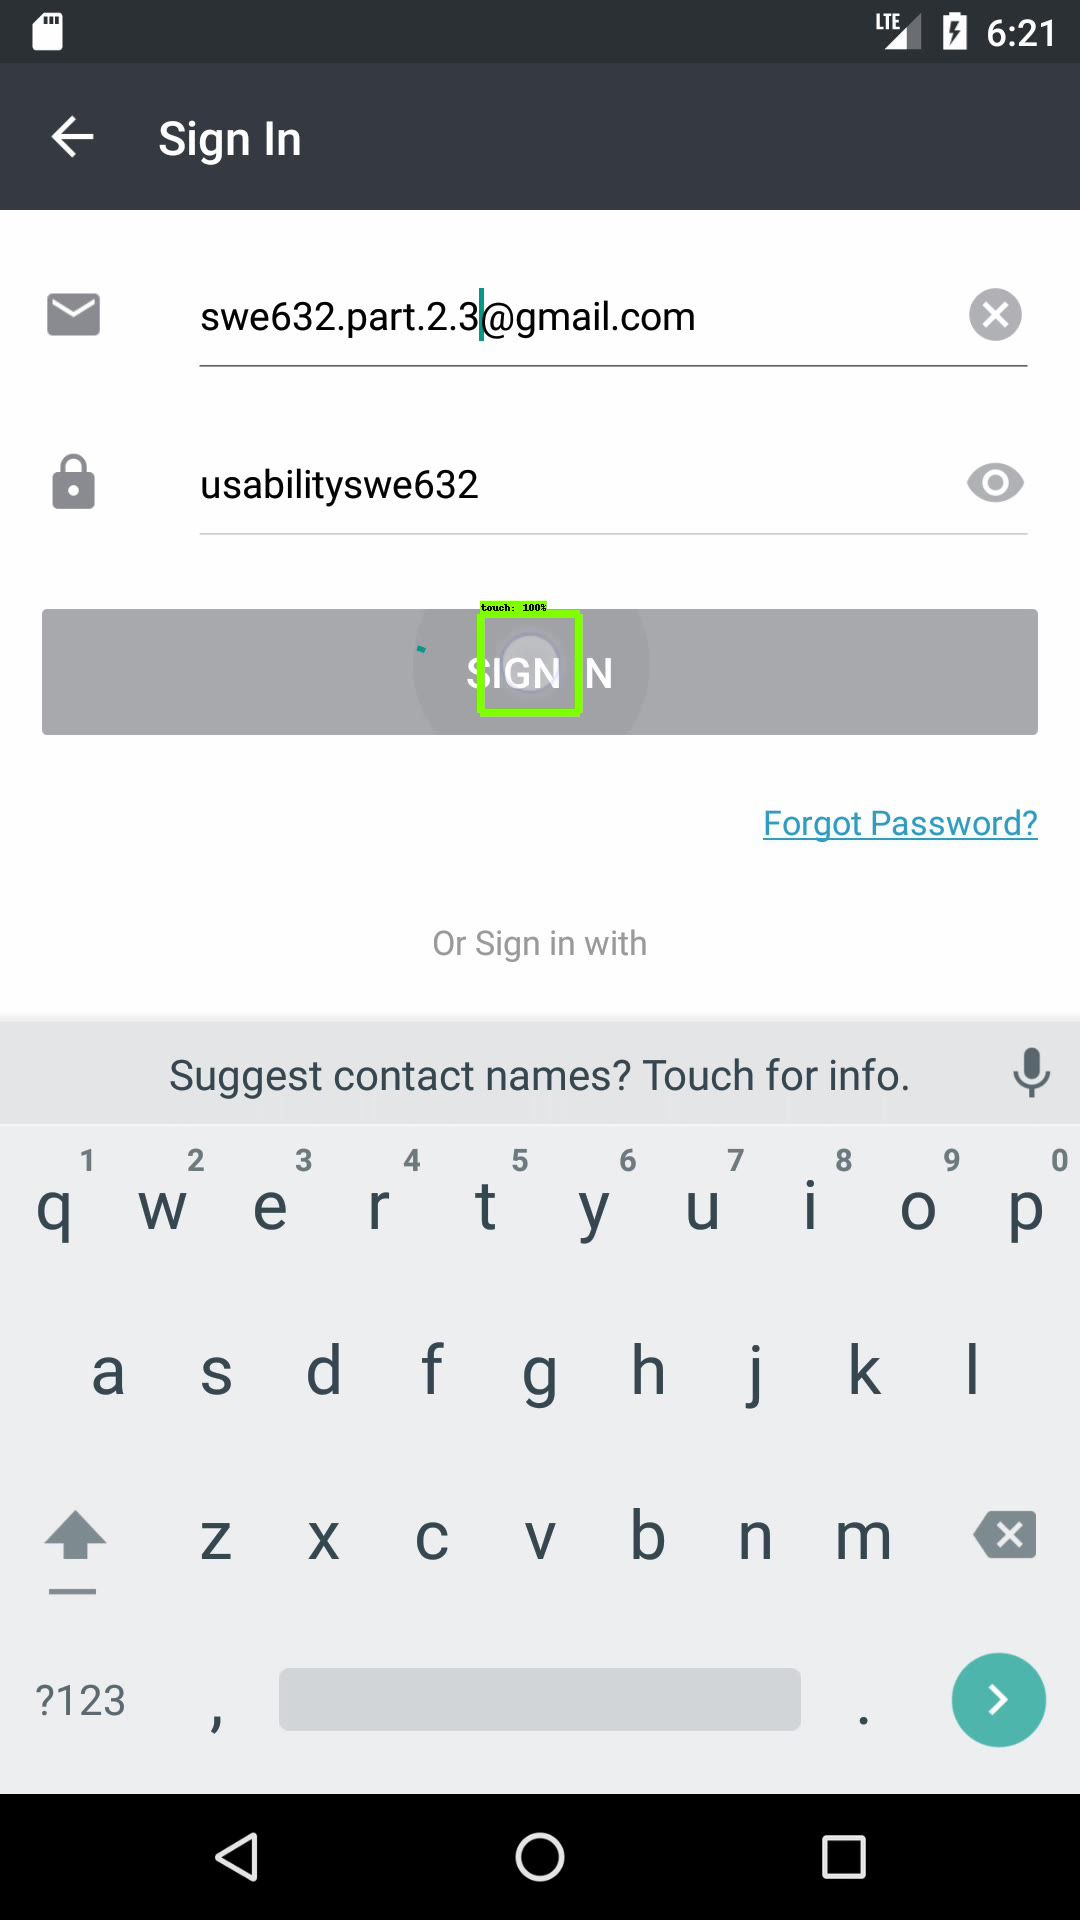 LTE 6:21
Sign In
swe632.part.2.3@gmail.com
usabilityswe632
touch: 100%
SIGN IN
Forgot Password?
Or Sign in with
Suggest contact names? Touch for info.
1 2 3 4 5 6 7 8 9 0
q w e r t y u i o p
a s d f g h j k l
z x c v b n m
?123 , .